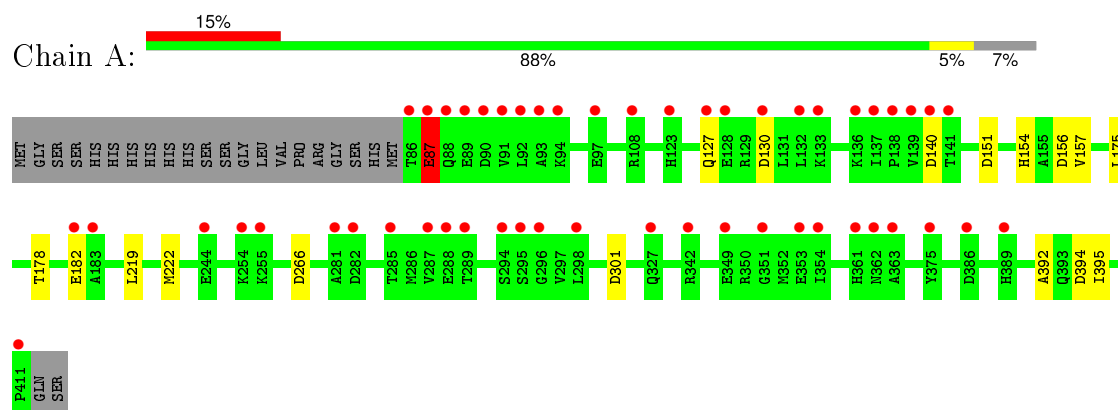 15%
Chain A:
88% 5% 7%
MET GLY SER SER HIS HIS HIS HIS HIS HIS SER SER GLY LEU VAL PRO ARG GLY SER HIS MET T86 E87 Q88 E89 D90 V91 L92 A93 K94 E97 R108 H123 Q127 E128 R129 D130 L131 L132 K133 K136 I137 P138 V139 D140 T141 D151 H154 A155 D156 V157 L175
T178 E182 A183 L219 M222 E244 K254 K255 D266 A281 D282 T285 M286 V287 E288 T289 S294 S295 G296 V297 L298 D301 Q327 R342 E349 R350 G351 M352 E353 I354 H361 N362 A363 Y375 D386 H389 A392 Q393 D394 I395
P411 GLN SER